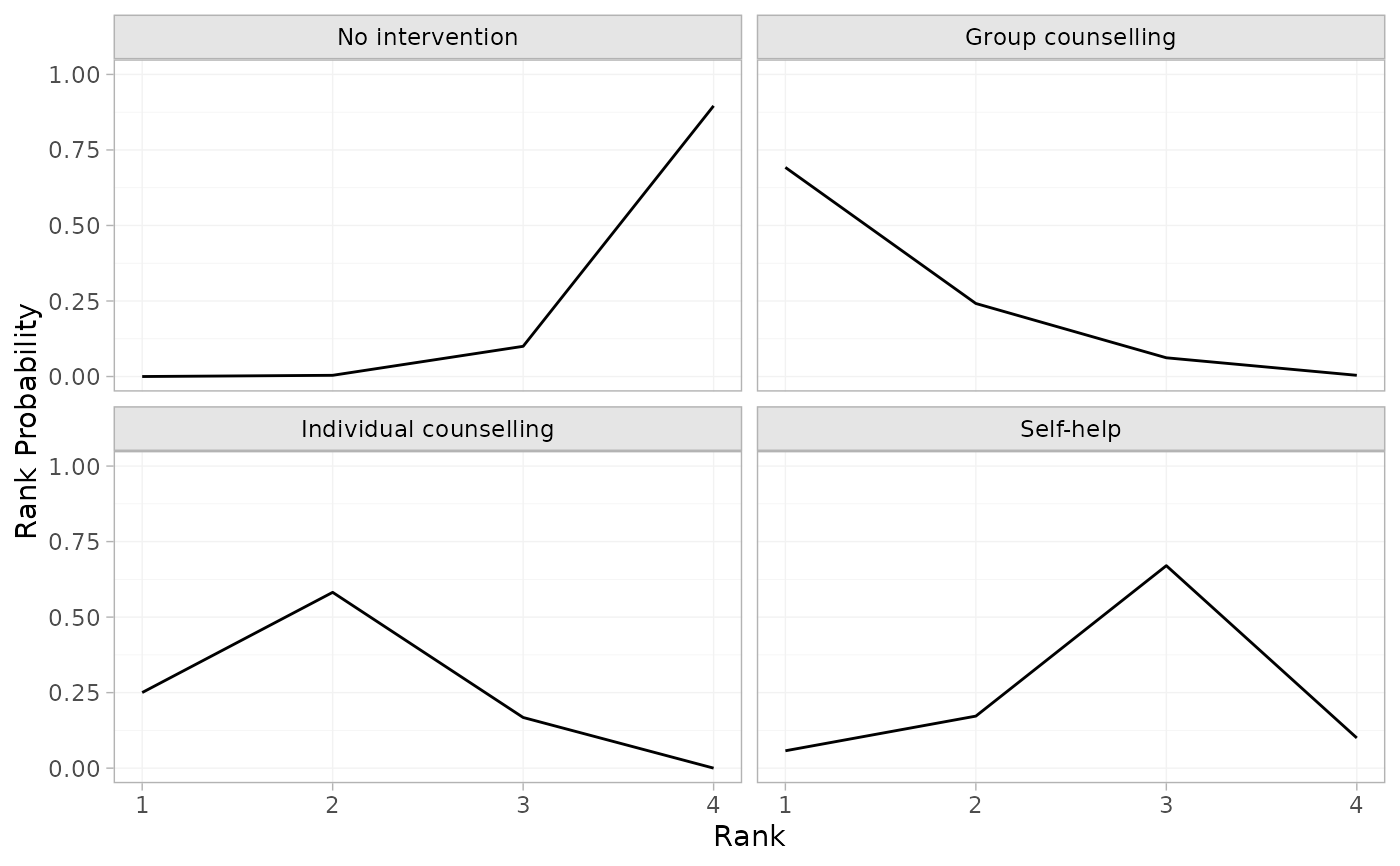 No intervention
Group counselling
1.00
0.75
0.50
0.25
0.00
Individual counselling
Self-help
1.00
0.75
0.50
0.25
0.00
1 2 3 4 1 2 3 4
Rank
Rank Probability